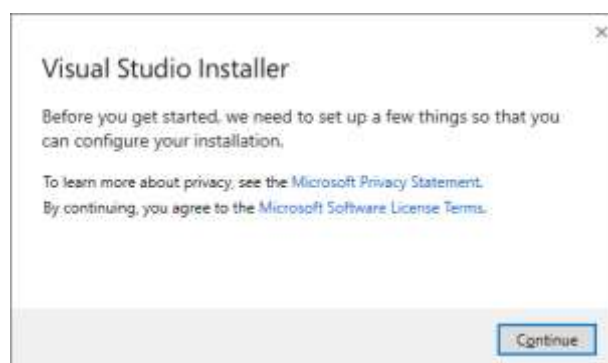 Visual Studio Installer
Before you get started, we need to set up a few things so that you
can configure your installation.
To learn more about privacy, see the Microsoft Privacy Statement.
By continuing, you agree to the Microsoft Software License Terms.
Continue